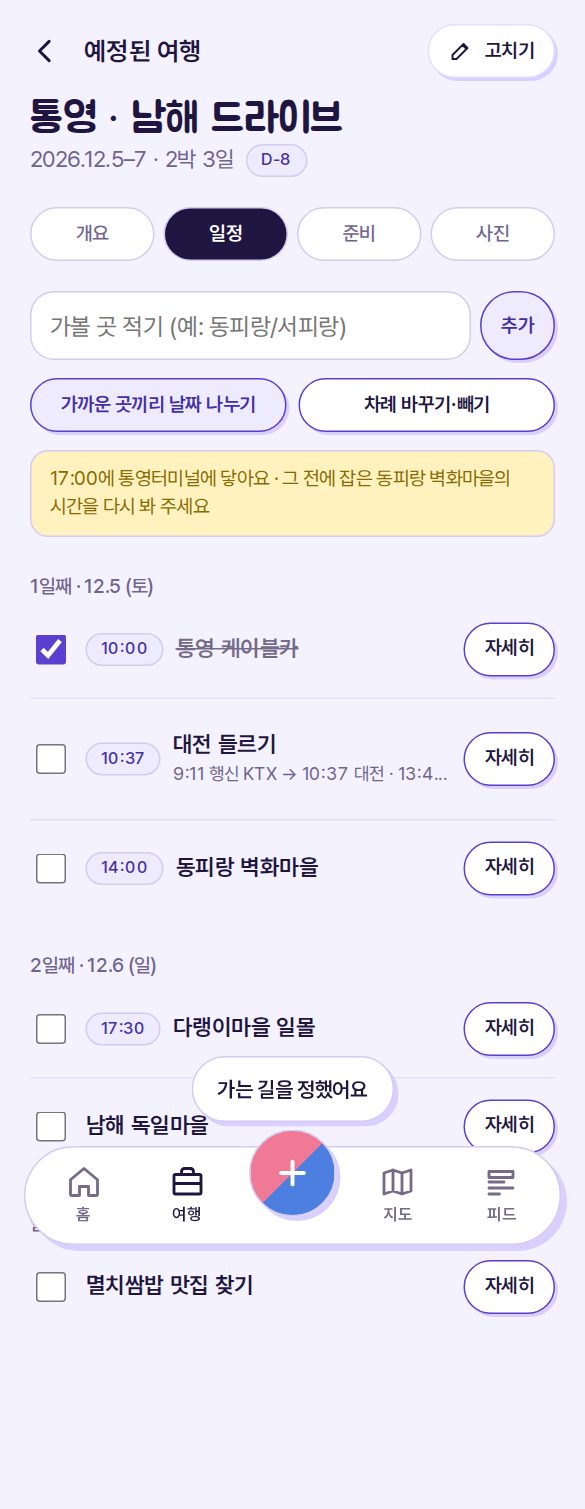 예정된 여행
고치기
통영 · 남해 드라이브
2026.12.5–7 · 2박 3일 D-8
개요 일정 준비 사진
가볼 곳 적기 (예: 동피랑/서피랑) 추가
가까운 곳끼리 날짜 나누기 차례 바꾸기·빼기
17:00에 통영터미널에 닿아요 · 그 전에 잡은 동피랑 벽화마을의
시간을 다시 봐 주세요
1일째 · 12.5 (토)
10:00 통영 케이블카 자세히
대전 들르기
10:37 자세히
9:11 행신 KTX → 10:37 대전 · 13:4...
14:00 동피랑 벽화마을 자세히
2일째 · 12.6 (일)
17:30 다랭이마을 일몰 자세히
가는 길을 정했어요
남해 독일마을 자세히
홈 여행 지도 피드
멸치쌈밥 맛집 찾기 자세히